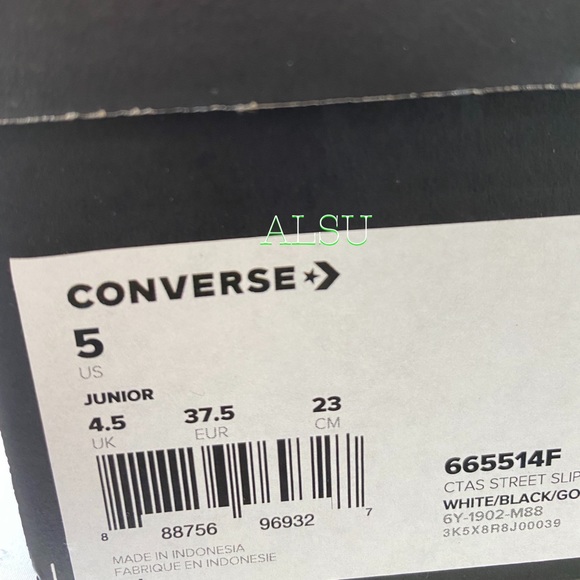 ALSU
CONVERSE
5
US
JUNIOR
4.5 37.5 23
UK EUR CM
8 88756 96932 7
MADE IN INDONESIA
FABRIQUE EN INDONESIE
665514F
CTAS STREET SLIP
WHITE/BLACK/GO
6Y-1902-M88
3K5X8R8J00039